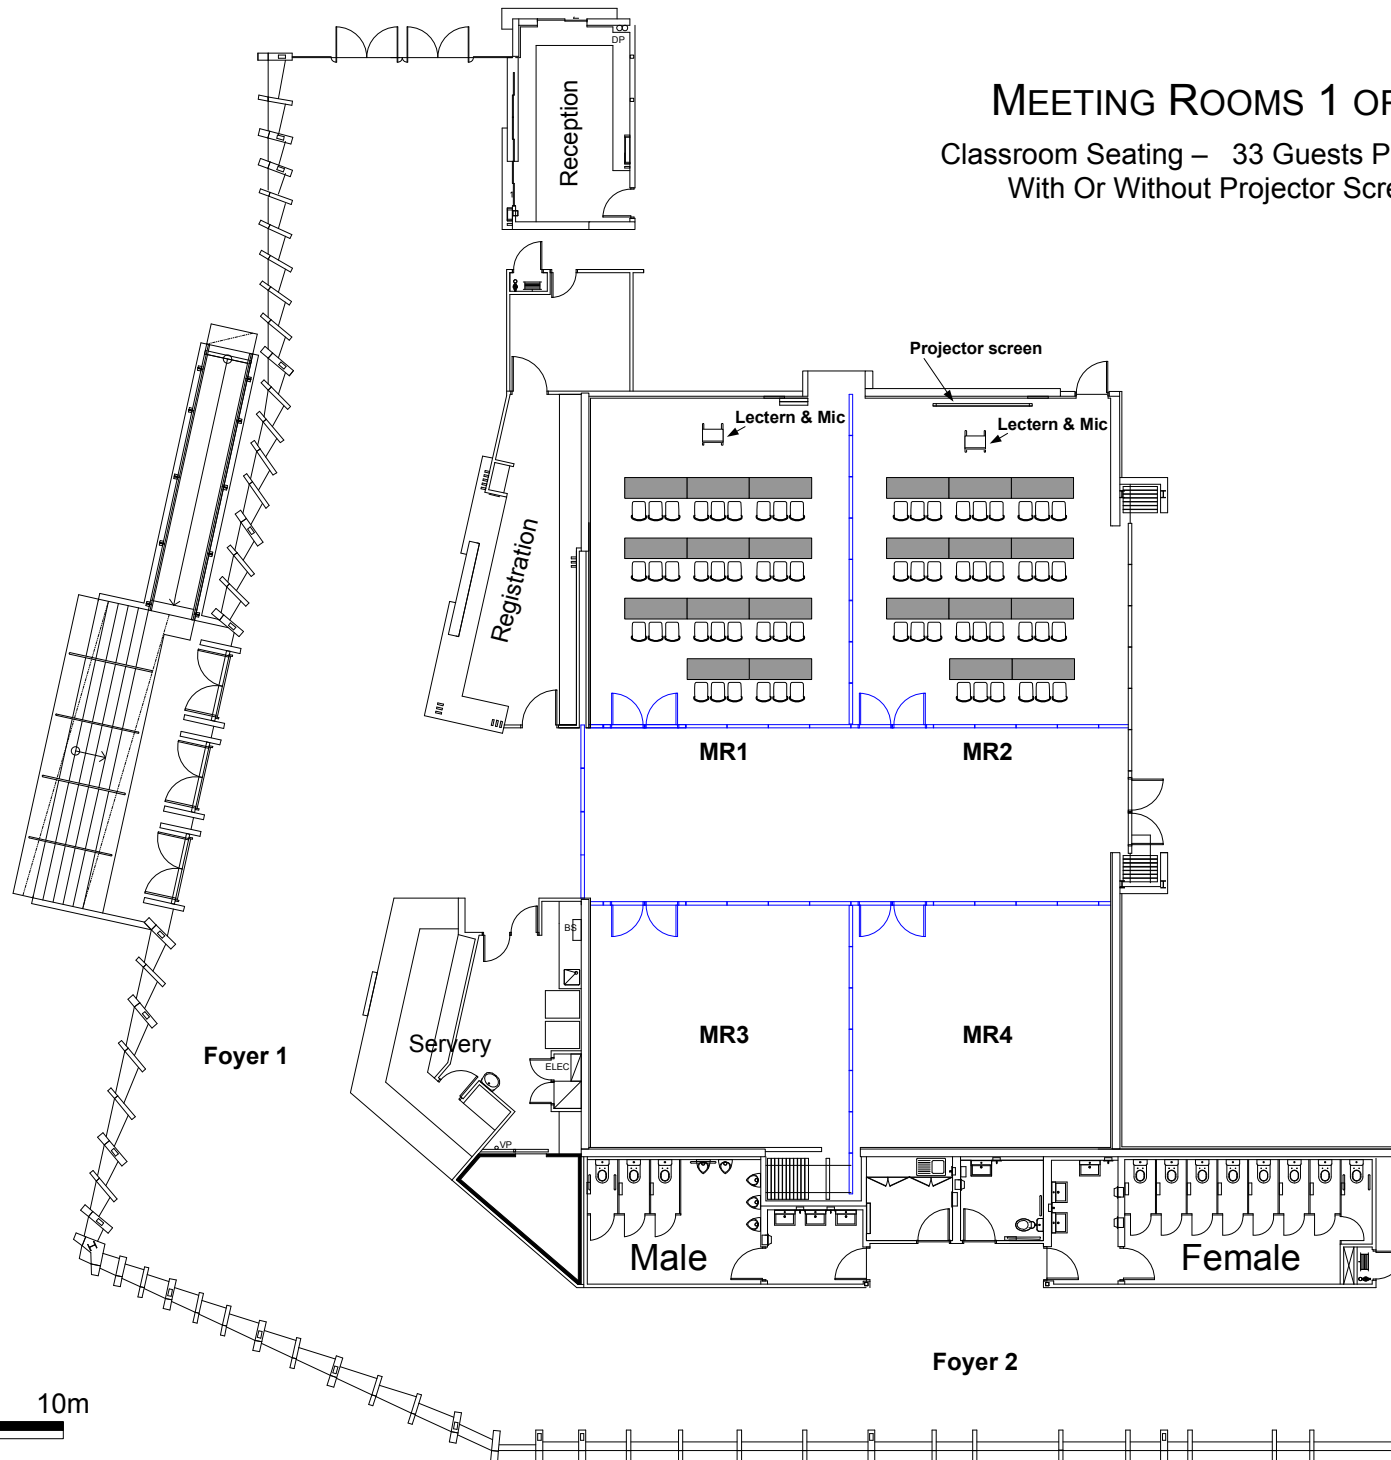 DP
Reception
MEETING ROOMS 1 OR
Classroom Seating – 33 Guests P
With Or Without Projector Scre
Projector screen
Lectern & Mic
Lectern & Mic
Registration
MR1
MR2
BS
Servery
ELEC
VP
Foyer 1
MR3
MR4
Male
Female
Foyer 2
10m